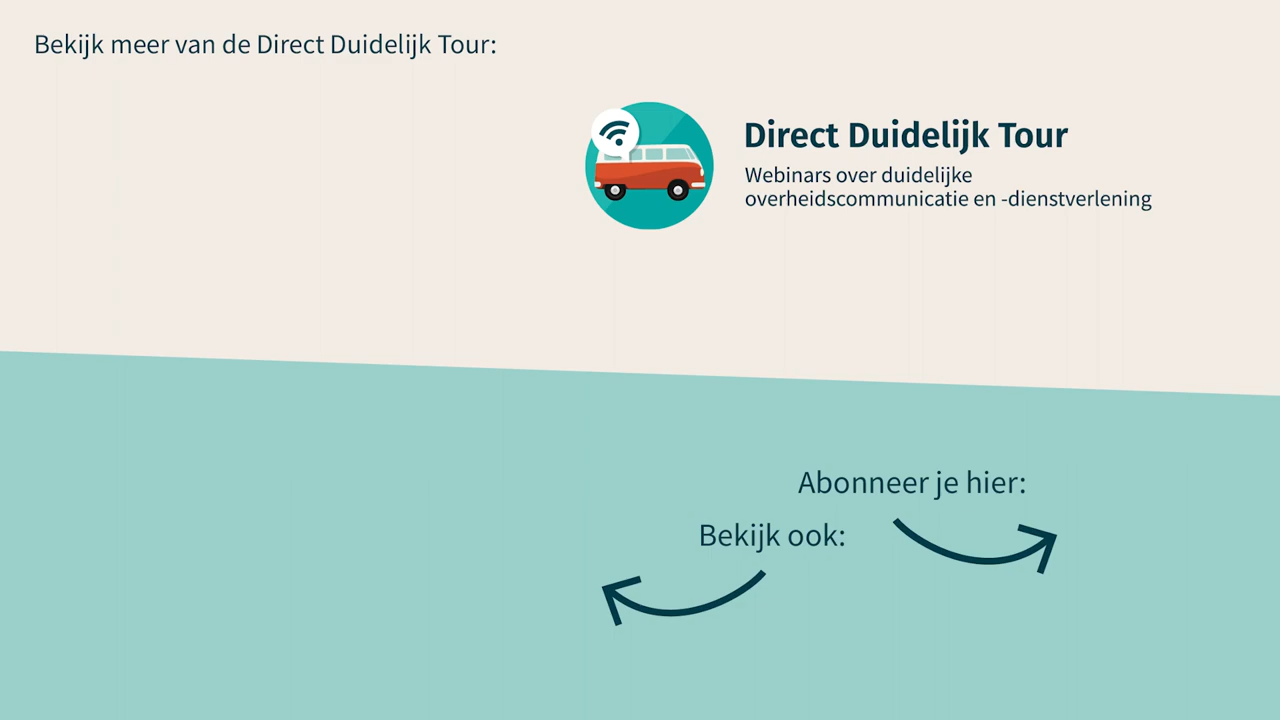 Bekijk meer van de Direct Duidelijk Tour:
Direct Duidelijk Tour
Webinars over duidelijke
overheidscommunicatie en -dienstverlening
Abonneer je hier:
Bekijk ook: